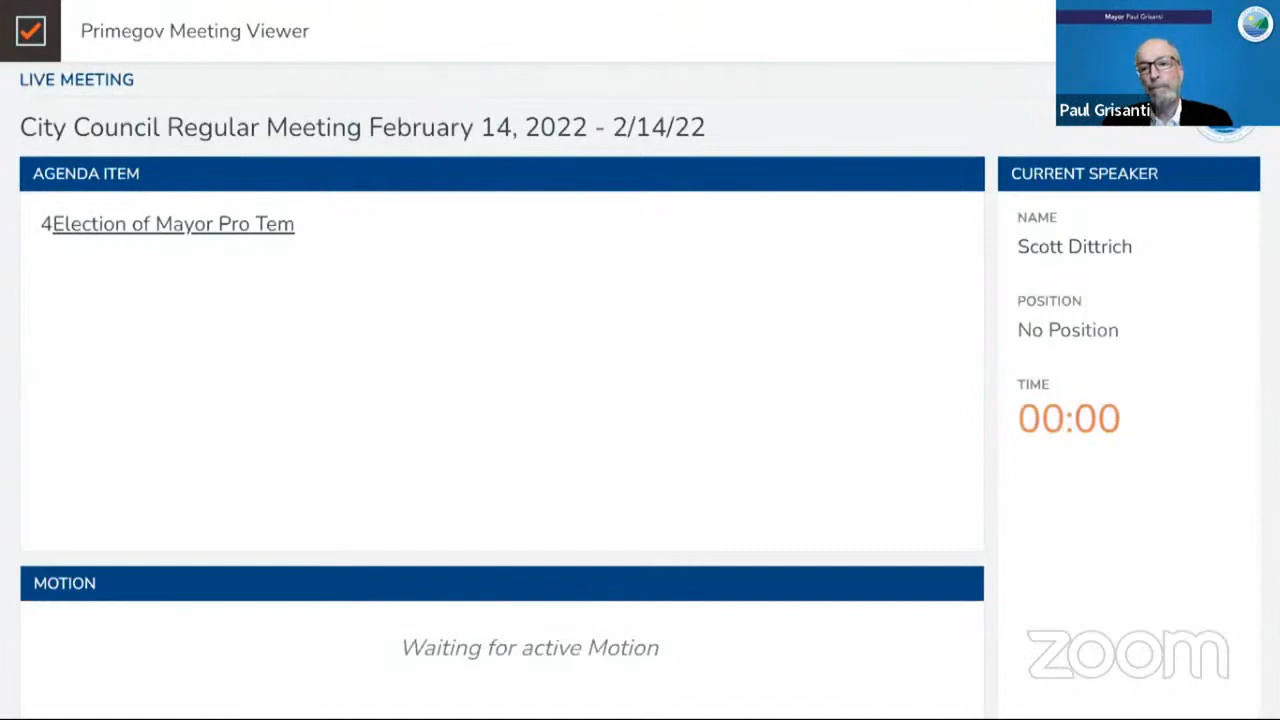 Primegov Meeting Viewer
Mayor Paul Grisanti
Paul Grisanti
LIVE MEETING
City Council Regular Meeting February 14, 2022 - 2/14/22
AGENDA ITEM
4Election of Mayor Pro Tem
CURRENT SPEAKER
NAME
Scott Dittrich
POSITION
No Position
TIME
00:00
MOTION
Waiting for active Motion
zoom